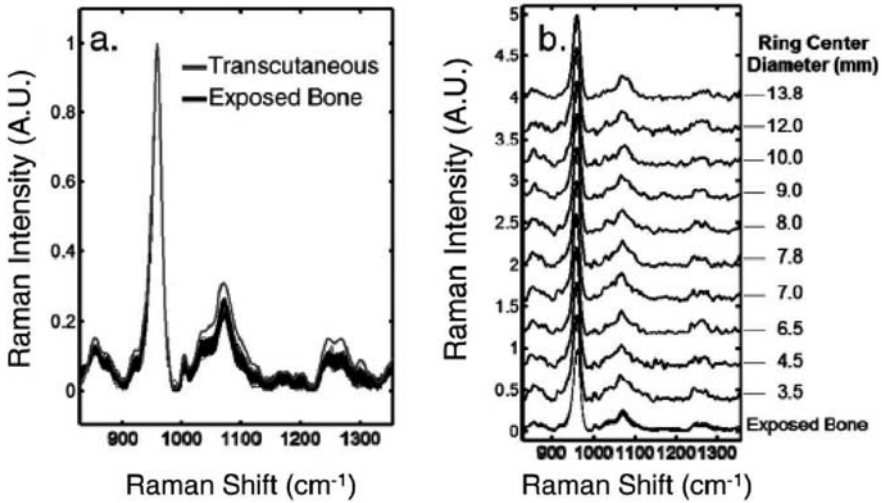 a.
Transcutaneous
Exposed Bone
1
0.8
0.6
0.4
0.2
0
900 1000 1100 1200 1300
Raman Shift (cm⁻¹)
Raman Intensity (A.U.)
b.
5
4.5
4
3.5
3
2.5
2
1.5
1
0.5
0
900 1000 1100 1200 1300
Raman Shift (cm⁻¹)
Raman Intensity (A.U.)
Ring Center
Diameter (mm)
13.8
12.0
10.0
9.0
8.0
7.8
7.0
6.5
4.5
3.5
Exposed Bone